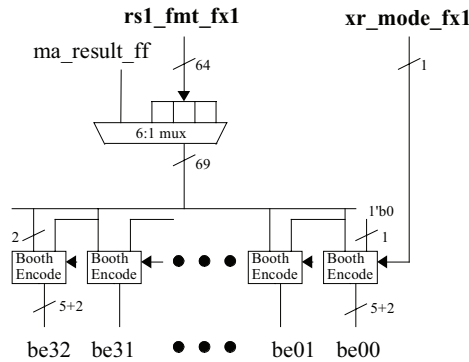 rs1_fmt_fx1 xr_mode_fx1
ma_result_ff
64 1
6:1 mux
69
1'b0
2 1
Booth Encode Booth Encode Booth Encode Booth Encode
5+2 5+2
be32 be31 be01 be00